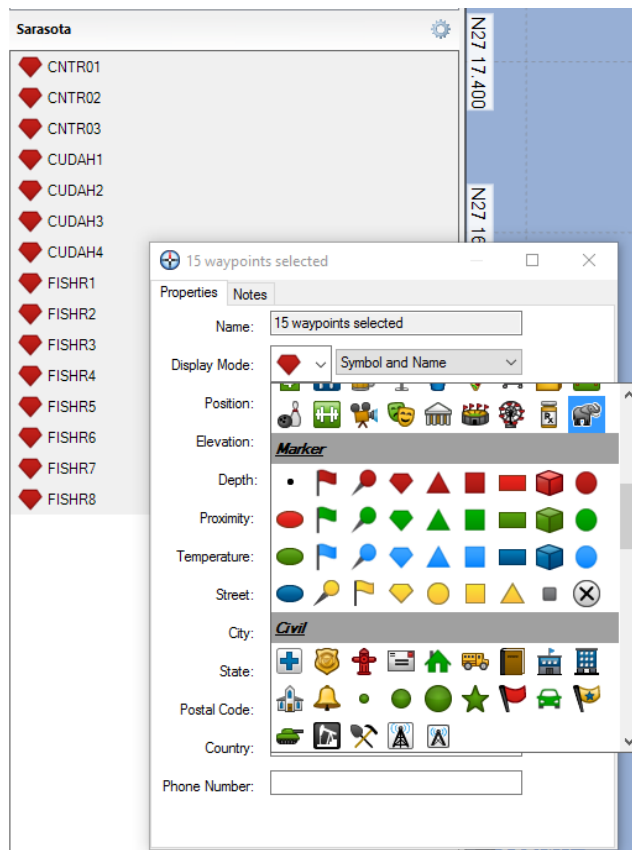 Sarasota
CNTR01
CNTR02
CNTR03
CUDAH1
CUDAH2
CUDAH3
CUDAH4
FISHR1
FISHR2
FISHR3
FISHR4
FISHR5
FISHR6
FISHR7
FISHR8
N27 17.400
N27 16
15 waypoints selected
Properties
Notes
Name: 15 waypoints selected
Display Mode: Symbol and Name
Position:
Elevation:
Marker
Depth:
Proximity:
Temperature:
Street:
City:
Civil
State:
Postal Code:
Country:
Phone Number: